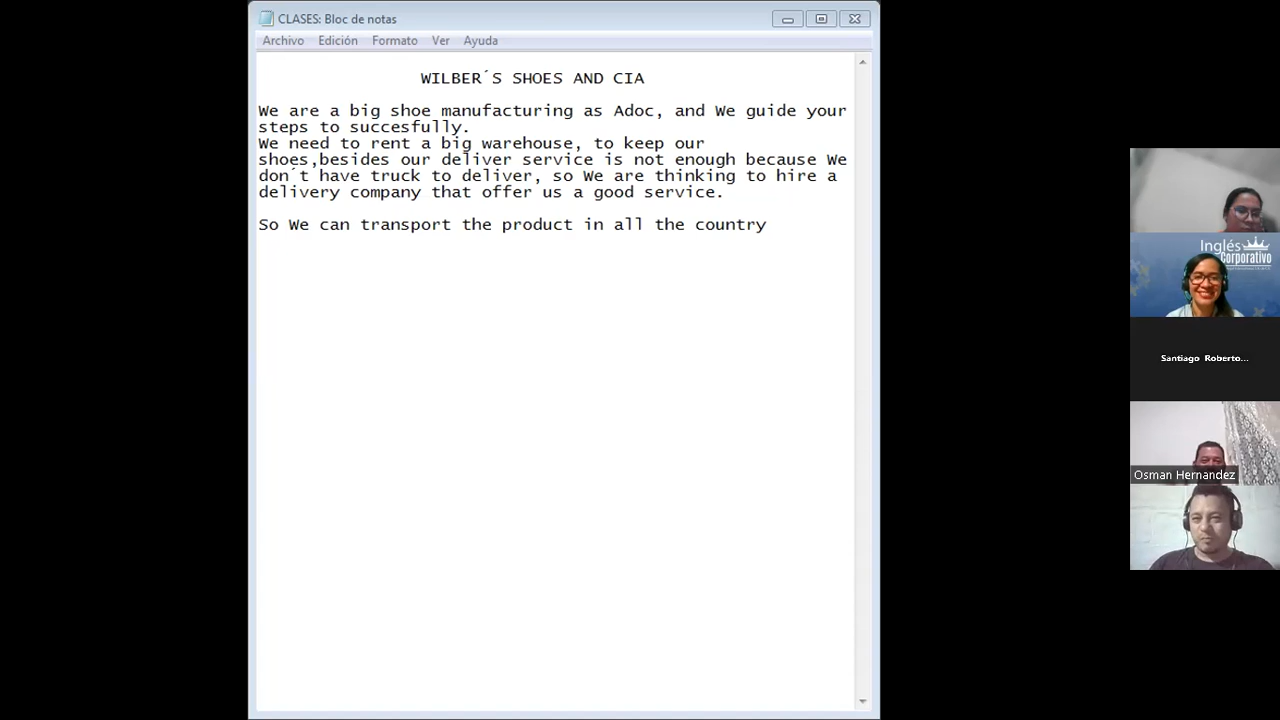 CLASES: Bloc de notas
Archivo Edición Formato Ver Ayuda
WILBER´S SHOES AND CIA
We are a big shoe manufacturing as Adoc, and We guide your
steps to succesfully.
We need to rent a big warehouse, to keep our
shoes,besides our deliver service is not enough because We
don´t have truck to deliver, so We are thinking to hire a
delivery company that offer us a good service.
So We can transport the product in all the country
Inglés
Corporativo
Santiago Roberto...
Osman Hernandez